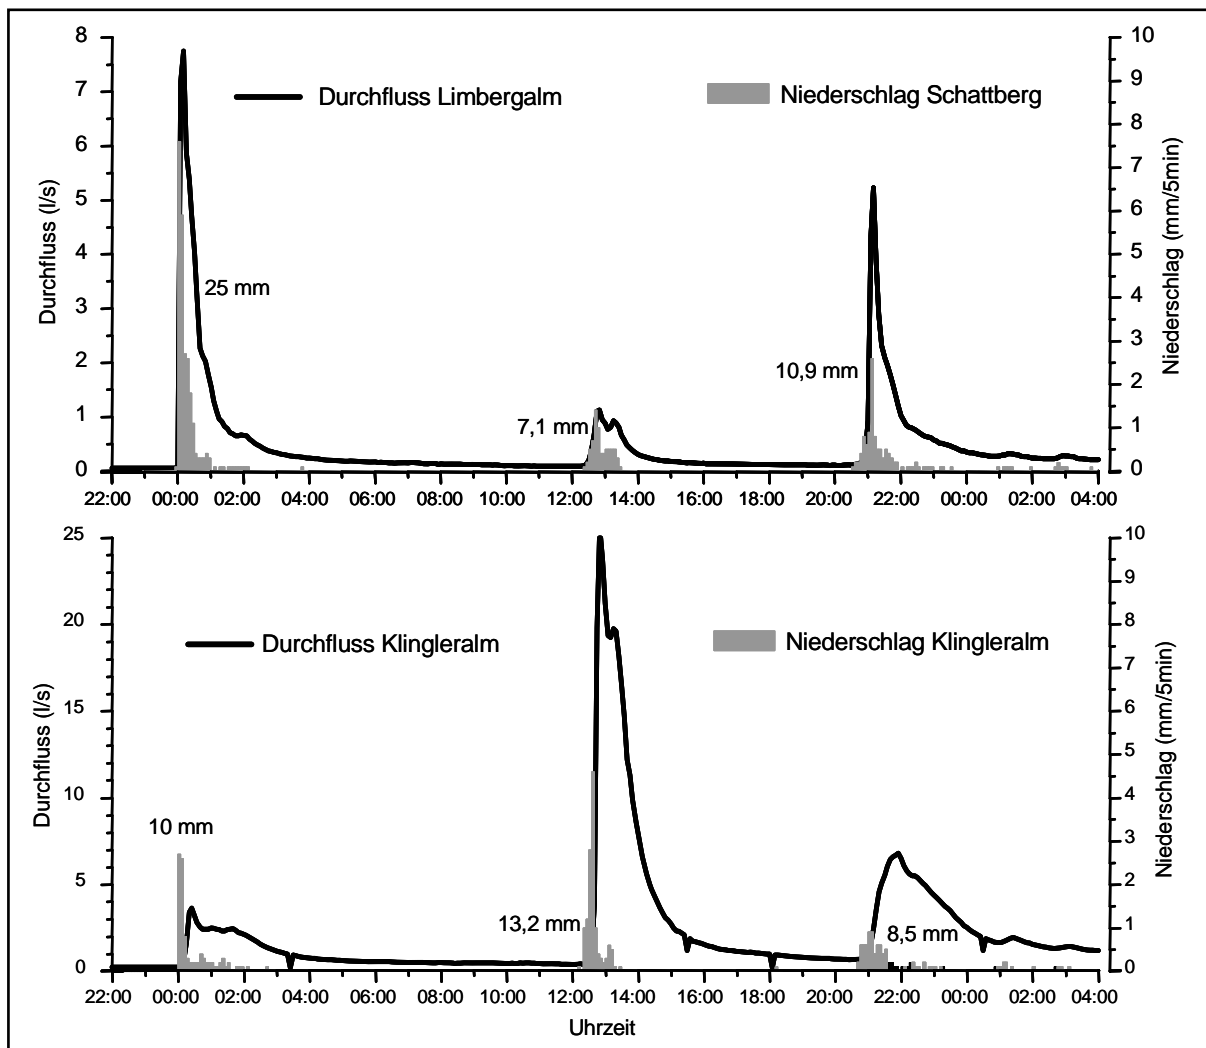 Durchfluss Limbergalm
Niederschlag Schattberg
Durchfluss (l/s)
8
7
6
5
4
3
2
1
0
Niederschlag (mm/5min)
10
9
8
7
6
5
4
3
2
1
0
25 mm
7,1 mm
10,9 mm
22:00 00:00 02:00 04:00 06:00 08:00 10:00 12:00 14:00 16:00 18:00 20:00 22:00 00:00 02:00 04:00
Durchfluss Klingleralm
Niederschlag Klingleralm
Durchfluss (l/s)
25
20
15
10
5
0
Niederschlag (mm/5min)
10
9
8
7
6
5
4
3
2
1
0
10 mm
13,2 mm
8,5 mm
22:00 00:00 02:00 04:00 06:00 08:00 10:00 12:00 14:00 16:00 18:00 20:00 22:00 00:00 02:00 04:00
Uhrzeit